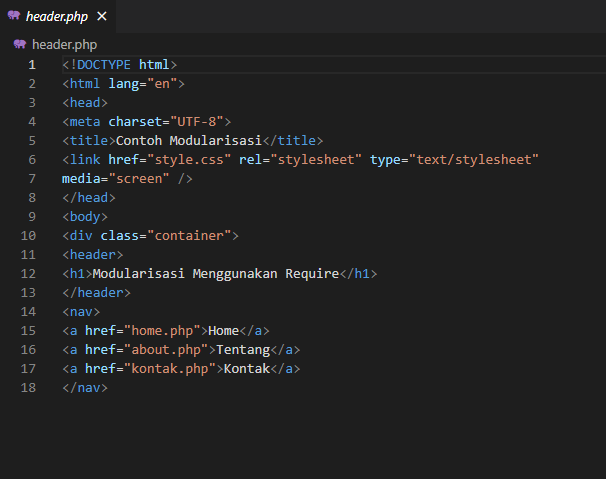 header.php
header.php
1 <!DOCTYPE html>
2 <html lang="en">
3 <head>
4 <meta charset="UTF-8">
5 <title>Contoh Modularisasi</title>
6 <link href="style.css" rel="stylesheet" type="text/stylesheet"
7 media="screen" />
8 </head>
9 <body>
10 <div class="container">
11 <header>
12 <h1>Modularisasi Menggunakan Require</h1>
13 </header>
14 <nav>
15 <a href="home.php">Home</a>
16 <a href="about.php">Tentang</a>
17 <a href="kontak.php">Kontak</a>
18 </nav>